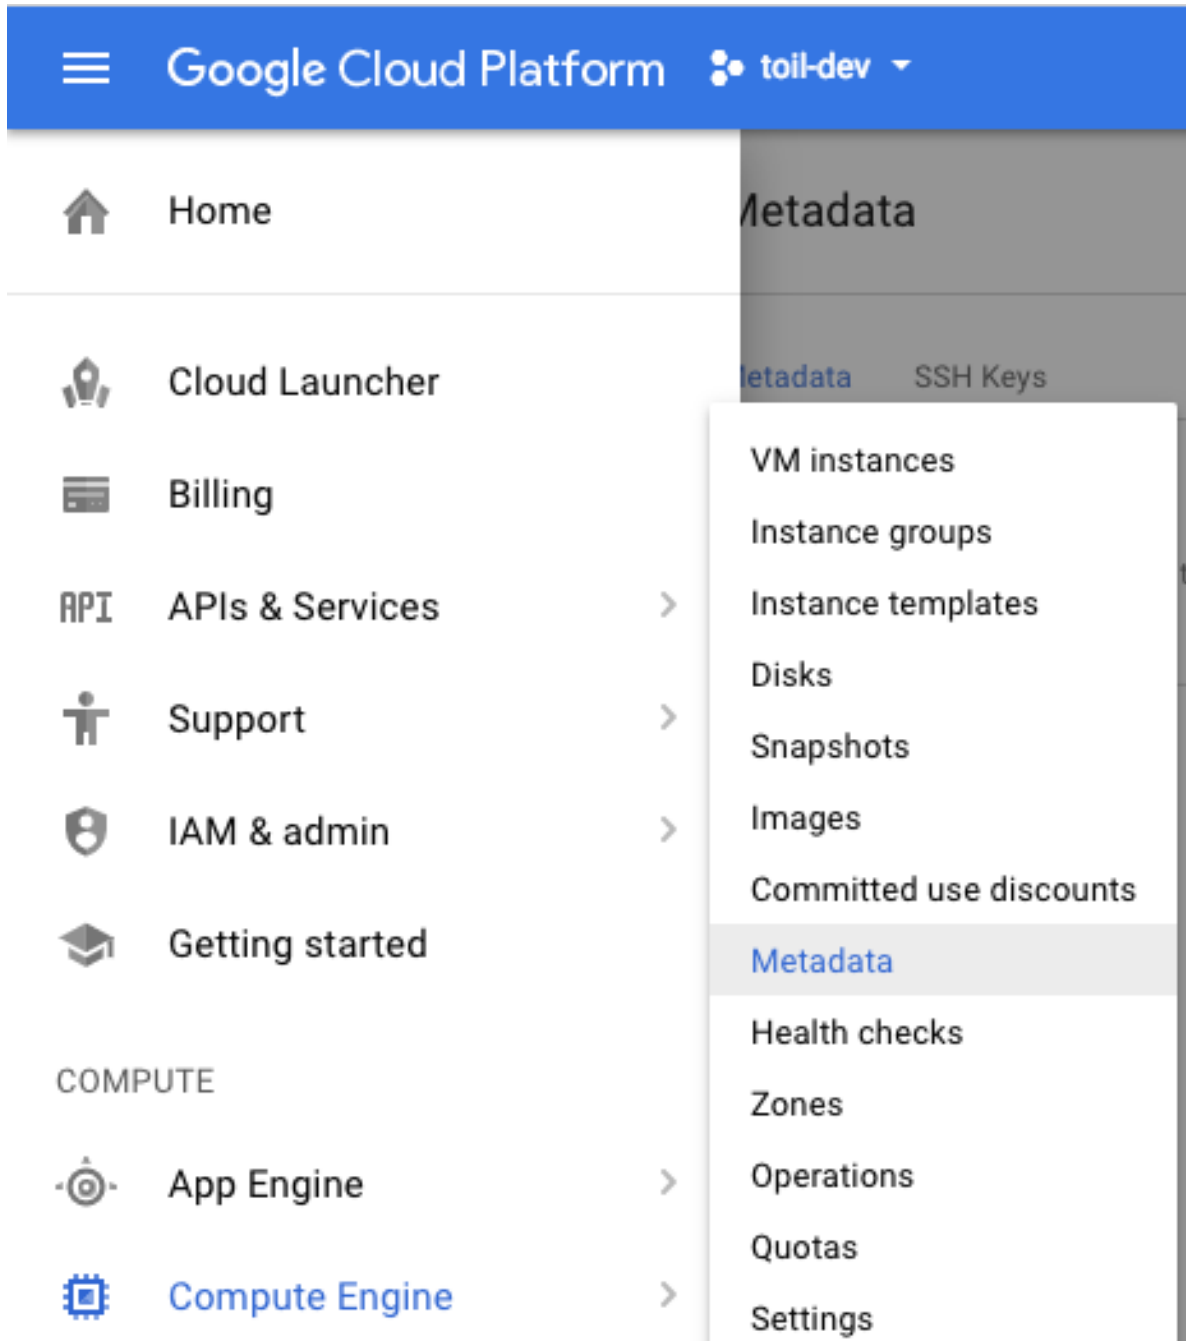 Google Cloud Platform toil-dev
Home
Metadata
Cloud Launcher
Metadata SSH Keys
Billing
API APIs & Services
Support
IAM & admin
Getting started
COMPUTE
App Engine
Compute Engine
VM instances
Instance groups
Instance templates
Disks
Snapshots
Images
Committed use discounts
Metadata
Health checks
Zones
Operations
Quotas
Settings